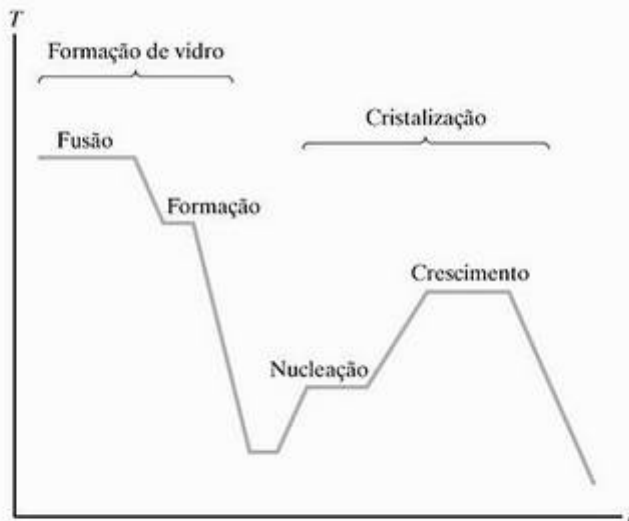 T
Formação de vidro
Cristalização
Fusão
Formação
Crescimento
Nucleação